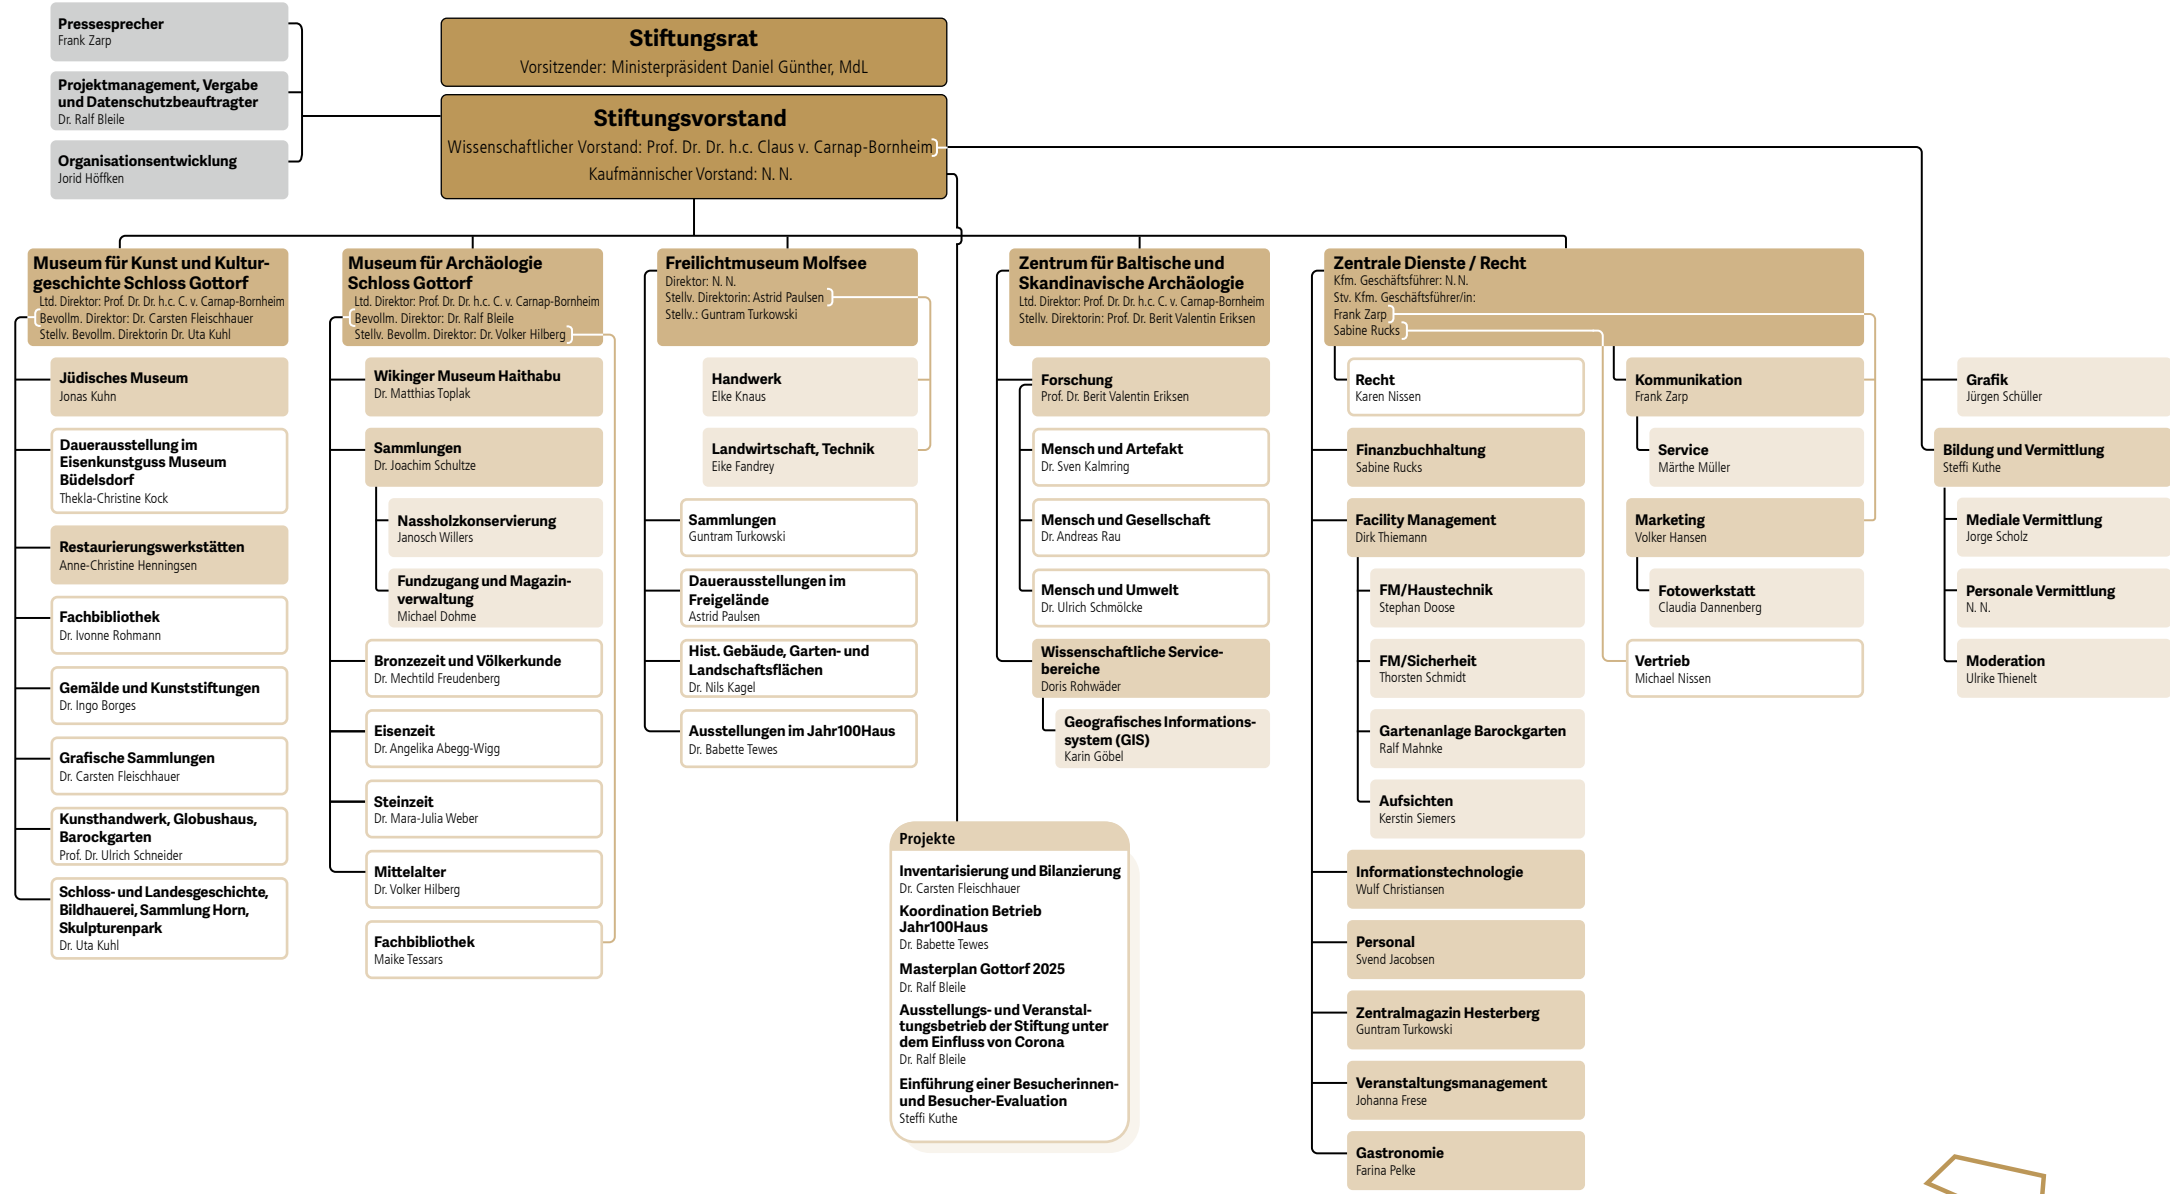 Pressesprecher
Frank Zarp
Projektmanagement, Vergabe
und Datenschutzbeauftragter
Dr. Ralf Bleile
Organisationsentwicklung
Jorid Höffken
Stiftungsrat
Vorsitzender: Ministerpräsident Daniel Günther, MdL
Stiftungsvorstand
Wissenschaftlicher Vorstand: Prof. Dr. Dr. h.c. Claus v. Carnap-Bornheim
Kaufmännischer Vorstand: N. N.
Museum für Kunst und Kultur-
geschichte Schloss Gottorf
Ltd. Direktor: Prof. Dr. Dr. h.c. C. v. Carnap-Bornheim
Bevollm. Direktor: Dr. Carsten Fleischhauer
Stellv. Bevollm. Direktorin Dr. Uta Kuhl
Jüdisches Museum
Jonas Kuhn
Dauerausstellung im
Eisenkunstguss Museum
Büdelsdorf
Thekla-Christine Kock
Restaurierungswerkstätten
Anne-Christine Henningsen
Fachbibliothek
Dr. Ivonne Rohmann
Gemälde und Kunststiftungen
Dr. Ingo Borges
Grafische Sammlungen
Dr. Carsten Fleischhauer
Kunsthandwerk, Globushaus,
Barockgarten
Prof. Dr. Ulrich Schneider
Schloss- und Landesgeschichte,
Bildhauerei, Sammlung Horn,
Skulpturenpark
Dr. Uta Kuhl
Museum für Archäologie
Schloss Gottorf
Ltd. Direktor: Prof. Dr. Dr. h.c. C. v. Carnap-Bornheim
Bevollm. Direktor: Dr. Ralf Bleile
Stellv. Bevollm. Direktor: Dr. Volker Hilberg
Wikinger Museum Haithabu
Dr. Matthias Toplak
Sammlungen
Dr. Joachim Schultze
Nassholzkonservierung
Janosch Willers
Fundzugang und Magazin-
verwaltung
Michael Dohme
Bronzezeit und Völkerkunde
Dr. Mechtild Freudenberg
Eisenzeit
Dr. Angelika Abegg-Wigg
Steinzeit
Dr. Mara-Julia Weber
Mittelalter
Dr. Volker Hilberg
Fachbibliothek
Maike Tessars
Freilichtmuseum Molfsee
Direktor: N. N.
Stellv. Direktorin: Astrid Paulsen
Stellv.: Guntram Turkowski
Handwerk
Elke Knaus
Landwirtschaft, Technik
Eike Fandrey
Sammlungen
Guntram Turkowski
Dauerausstellungen im
Freigelände
Astrid Paulsen
Hist. Gebäude, Garten- und
Landschaftsflächen
Dr. Nils Kagel
Ausstellungen im Jahr100Haus
Dr. Babette Tewes
Projekte
Inventarisierung und Bilanzierung
Dr. Carsten Fleischhauer
Koordination Betrieb
Jahr100Haus
Dr. Babette Tewes
Masterplan Gottorf 2025
Dr. Ralf Bleile
Ausstellungs- und Veranstal-
tungsbetrieb der Stiftung unter
dem Einfluss von Corona
Dr. Ralf Bleile
Einführung einer Besucherinnen-
und Besucher-Evaluation
Steffi Kuthe
Zentrum für Baltische und
Skandinavische Archäologie
Ltd. Direktor: Prof. Dr. Dr. h.c. C. v. Carnap-Bornheim
Stellv. Direktorin: Prof. Dr. Berit Valentin Eriksen
Forschung
Prof. Dr. Berit Valentin Eriksen
Mensch und Artefakt
Dr. Sven Kalmring
Mensch und Gesellschaft
Dr. Andreas Rau
Mensch und Umwelt
Dr. Ulrich Schmölcke
Wissenschaftliche Service-
bereiche
Doris Rohwäder
Geografisches Informations-
system (GIS)
Karin Göbel
Zentrale Dienste / Recht
Kfm. Geschäftsführer: N. N.
Stv. Kfm. Geschäftsführer/in:
Frank Zarp
Sabine Rucks
Recht
Karen Nissen
Finanzbuchhaltung
Sabine Rucks
Facility Management
Dirk Thiemann
FM/Haustechnik
Stephan Doose
FM/Sicherheit
Thorsten Schmidt
Gartenanlage Barockgarten
Ralf Mahnke
Aufsichten
Kerstin Siemers
Informationstechnologie
Wulf Christiansen
Personal
Svend Jacobsen
Zentralmagazin Hesterberg
Guntram Turkowski
Veranstaltungsmanagement
Johanna Frese
Gastronomie
Farina Pelke
Kommunikation
Frank Zarp
Service
Märthe Müller
Marketing
Volker Hansen
Fotowerkstatt
Claudia Dannenberg
Vertrieb
Michael Nissen
Grafik
Jürgen Schüller
Bildung und Vermittlung
Steffi Kuthe
Mediale Vermittlung
Jorge Scholz
Personale Vermittlung
N. N.
Moderation
Ulrike Thienelt